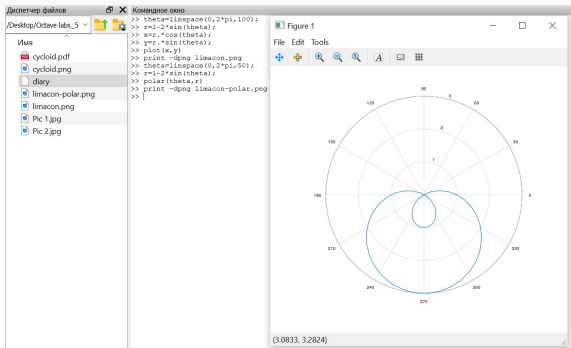 Диспетчер файлов
/Desktop/Octave labs_5
Имя
cycloid.pdf
cycloid.png
diary
limacon-polar.png
limacon.png
Pic 1.jpg
Pic 2.jpg
Командное окно
>> theta=linspace(0,2*pi,100);
>> r=1-2*sin(theta);
>> x=r.*cos(theta);
>> y=r.*sin(theta);
>> plot(x,y)
>> print -dpng limacon.png
>> theta=linspace(0,2*pi,50);
>> r=1-2*sin(theta);
>> polar(theta,r)
>> print -dpng limacon-polar.png
>>
Figure 1
File Edit Tools
A
90
120 3 60
2
150 30
1
180 0
210 330
240 300
270
(3.0833, 3.2824)